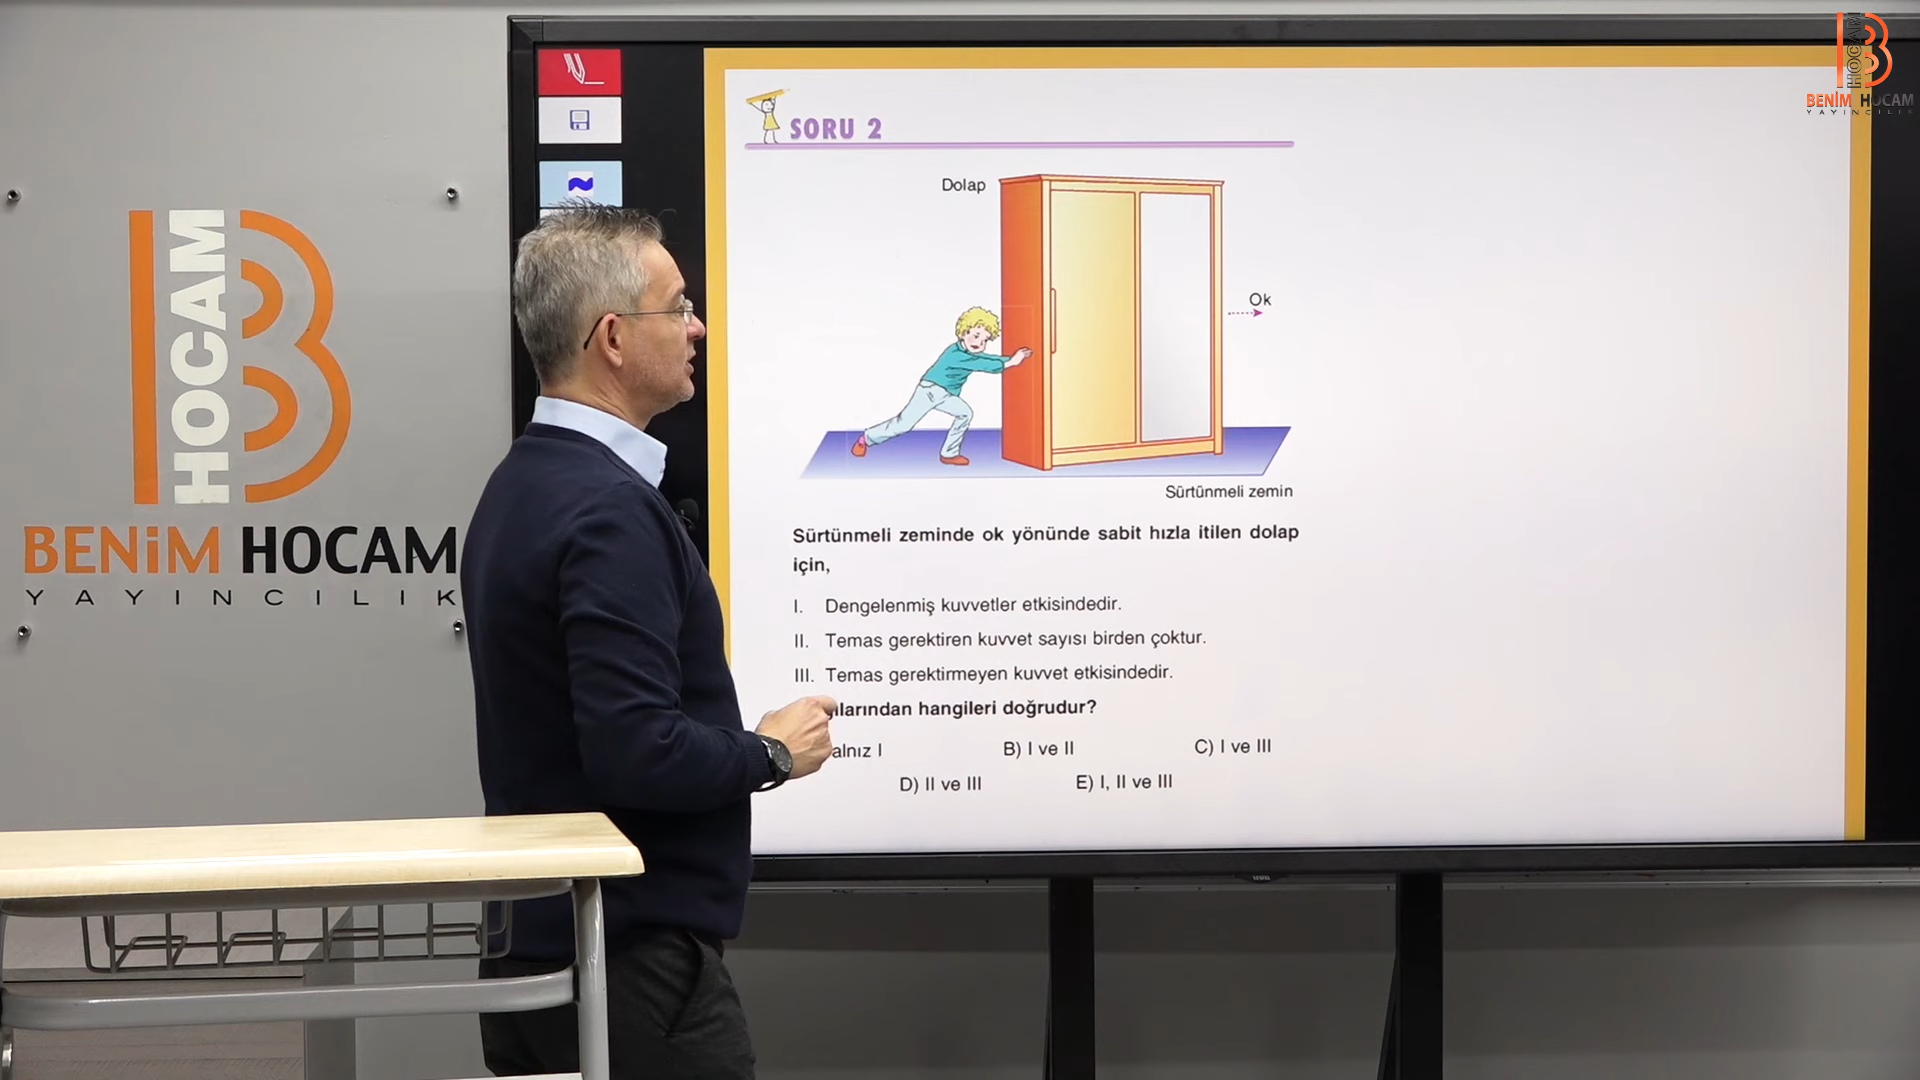 HOCAM
BENİM HOCAM
YAYINCILIK
HOCAM
BENİM HOCAM
YAYINCILIK
SORU 2
Dolap
Ok
Sürtünmeli zemin
Sürtünmeli zeminde ok yönünde sabit hızla itilen dolap
için,
I. Dengelenmiş kuvvetler etkisindedir.
II. Temas gerektiren kuvvet sayısı birden çoktur.
III. Temas gerektirmeyen kuvvet etkisindedir.
hangileri doğrudur?
I B) I ve II C) I ve III
D) II ve III E) I, II ve III